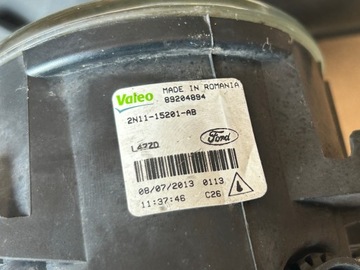 Valeo
MADE IN ROMANIA
89204894
2N11-15201-AB
Ford
L47ZD
08/07/2013 0113
11:37:46 C26